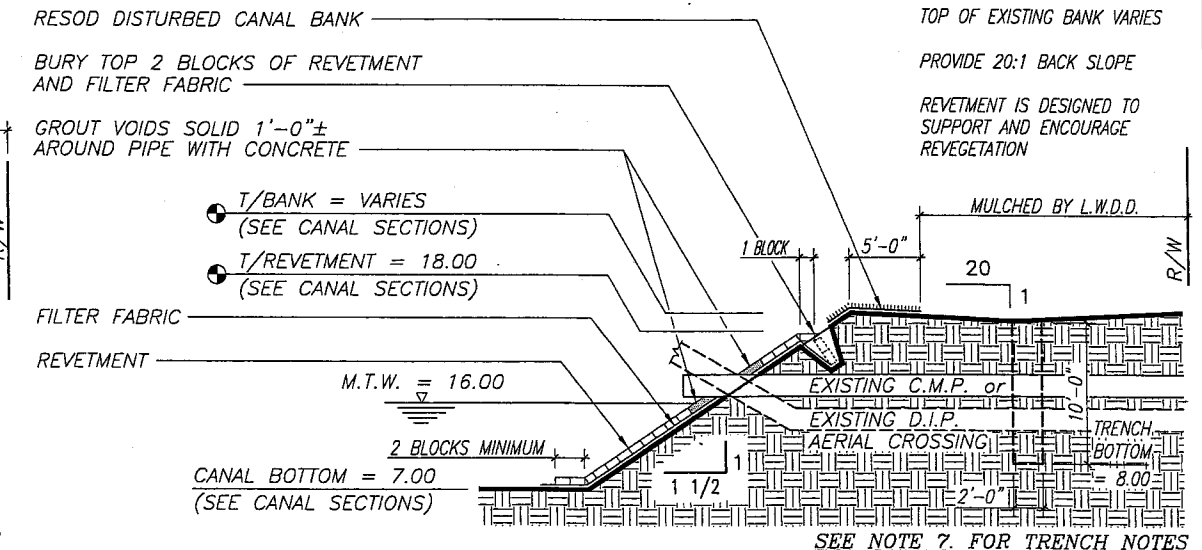 RESOD DISTURBED CANAL BANK
BURY TOP 2 BLOCKS OF REVETMENT
AND FILTER FABRIC
GROUT VOIDS SOLID 1'-0"±
AROUND PIPE WITH CONCRETE
T/BANK = VARIES
(SEE CANAL SECTIONS)
T/REVETMENT = 18.00
(SEE CANAL SECTIONS)
FILTER FABRIC
REVETMENT
M.T.W. = 16.00
2 BLOCKS MINIMUM
CANAL BOTTOM = 7.00
(SEE CANAL SECTIONS)
TOP OF EXISTING BANK VARIES
PROVIDE 20:1 BACK SLOPE
REVETMENT IS DESIGNED TO
SUPPORT AND ENCOURAGE
REVEGETATION
MULCHED BY L.W.D.D.
R/W
R/W
1 BLOCK
5'-0"
20
1
EXISTING C.M.P. or
EXISTING D.I.P.
AERIAL CROSSING
10'-0"
TRENCH
BOTTOM
= 8.00
1
1 1/2
2'-0"
SEE NOTE 7. FOR TRENCH NOTES